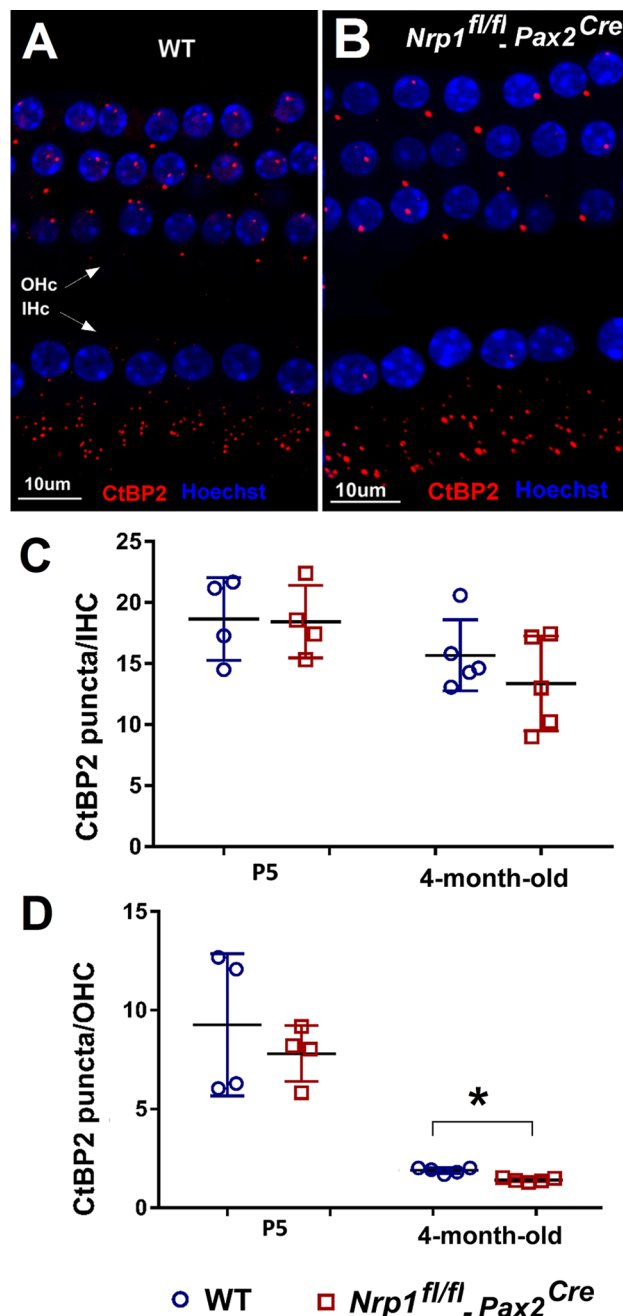 A WT
B Nrp1fl/fl - Pax2Cre
OHc
IHc
10um CtBP2 Hoechst
10um CtBP2 Hoechst
C
CtBP2 puncta/IHC
25
20
15
10
5
0
P5 4-month-old
D
CtBP2 puncta/OHC
15
10
5
0
*
P5 4-month-old
WT Nrp1fl/fl - Pax2Cre